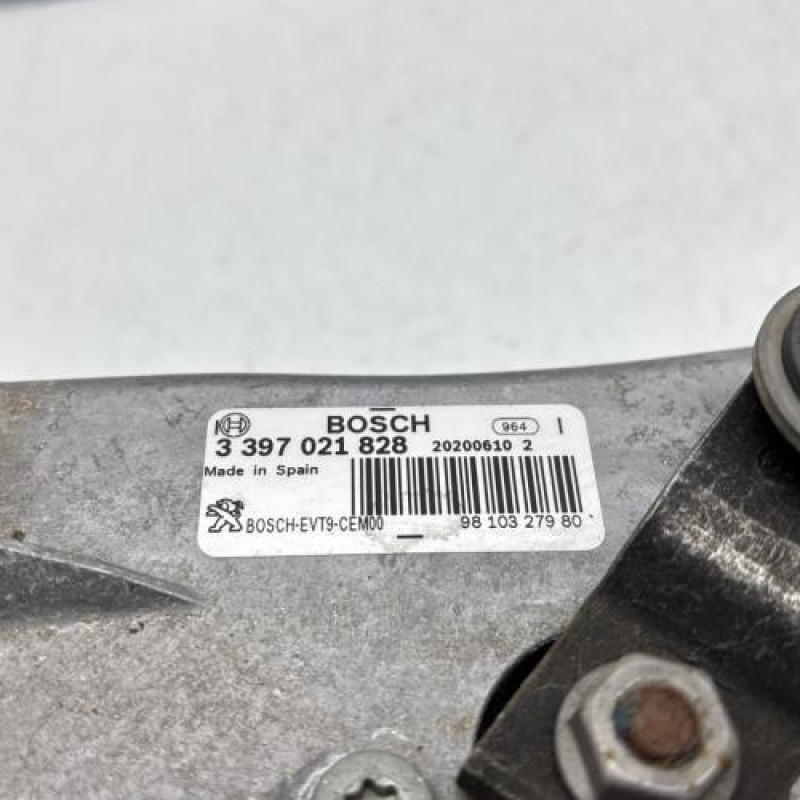 BOSCH 964
3 397 021 828 20200610 2
Made in Spain
BOSCH-EVT9-CEM00 98 103 279 80